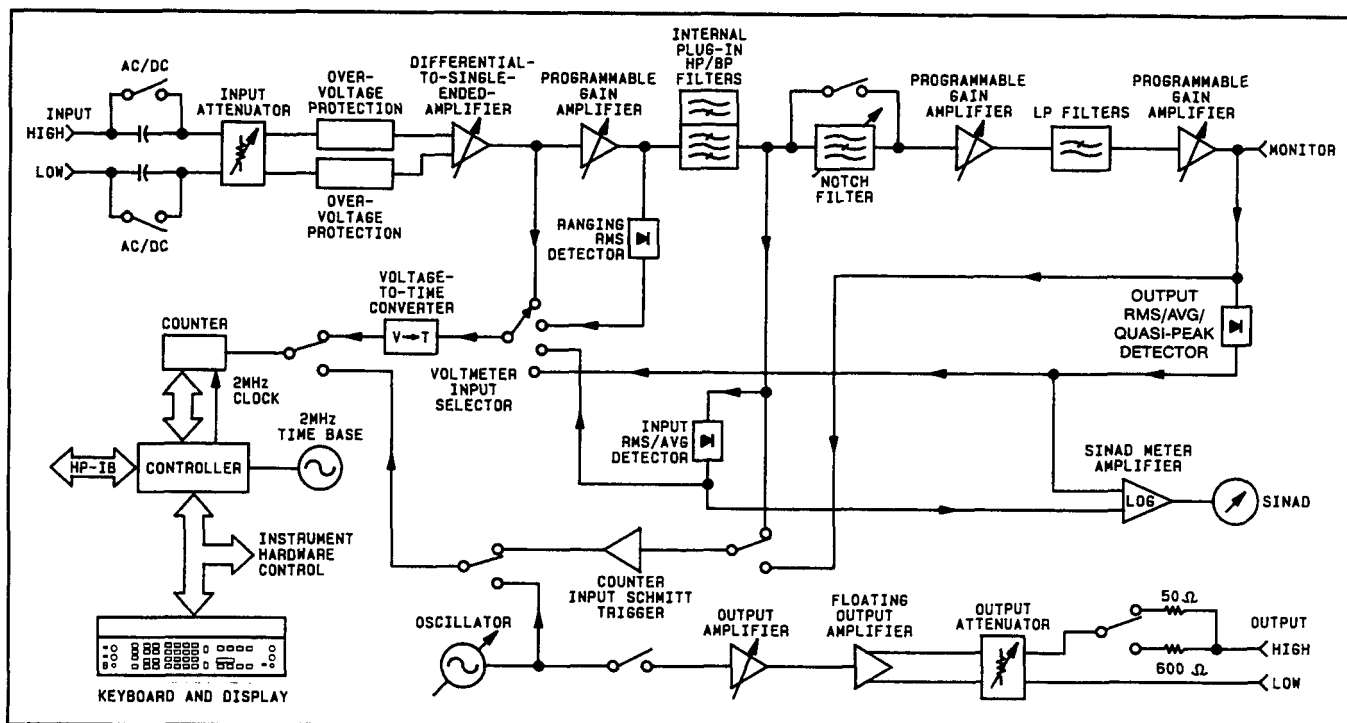 AC/DC
INPUT
HIGH
LOW
AC/DC
INPUT
ATTENUATOR
OVER-
VOLTAGE
PROTECTION
OVER-
VOLTAGE
PROTECTION
DIFFERENTIAL-
TO-SINGLE-
ENDED-
AMPLIFIER
PROGRAMMABLE
GAIN
AMPLIFIER
INTERNAL
PLUG-IN
HP/BP
FILTERS
NOTCH
FILTER
PROGRAMMABLE
GAIN
AMPLIFIER
LP FILTERS
PROGRAMMABLE
GAIN
AMPLIFIER
MONITOR
RANGING
RMS
DETECTOR
VOLTAGE-
TO-TIME
CONVERTER
V→T
COUNTER
VOLTMETER
INPUT
SELECTOR
OUTPUT
RMS/AVG/
QUASI-PEAK
DETECTOR
2MHz
CLOCK
2MHz
TIME BASE
HP-IB
CONTROLLER
INPUT
RMS/AVG
DETECTOR
SINAD METER
AMPLIFIER
LOG
SINAD
INSTRUMENT
HARDWARE
CONTROL
COUNTER
INPUT SCHMITT
TRIGGER
KEYBOARD AND DISPLAY
OSCILLATOR
OUTPUT
AMPLIFIER
FLOATING
OUTPUT
AMPLIFIER
OUTPUT
ATTENUATOR
50 Ω
600 Ω
OUTPUT
HIGH
LOW